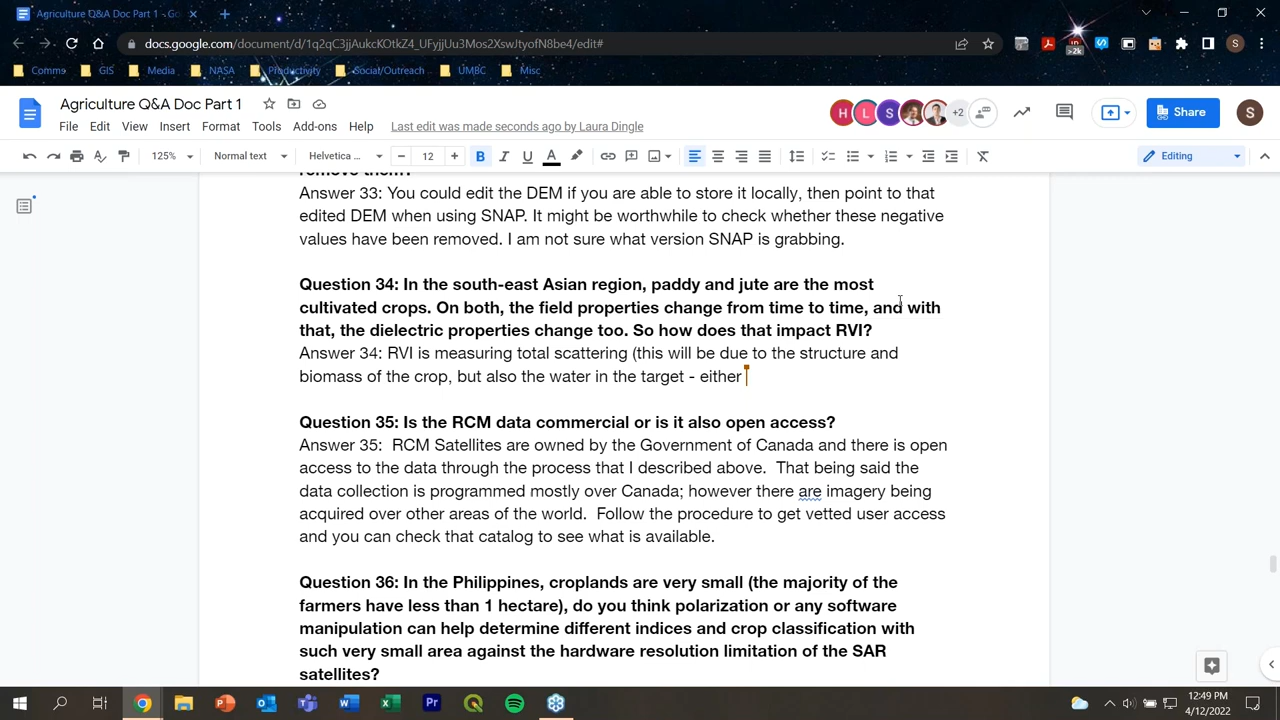 Agriculture Q&A Doc Part 1 - Go
docs.google.com/document/d/1q2qC3jjAukcKOtkZ4_UFyjjUu3Mos2XswJtyofN8be4/edit#
>2k
S
Comms GIS Media NASA Productivity Social/Outreach UMBC Misc
Agriculture Q&A Doc Part 1
H L S +2 Share S
File Edit View Insert Format Tools Add-ons Help Last edit was made seconds ago by Laura Dingle
125% Normal text Helvetica ... 12 B I U A Editing
remove them?
Answer 33: You could edit the DEM if you are able to store it locally, then point to that
edited DEM when using SNAP. It might be worthwhile to check whether these negative
values have been removed. I am not sure what version SNAP is grabbing.
Question 34: In the south-east Asian region, paddy and jute are the most
cultivated crops. On both, the field properties change from time to time, and with
that, the dielectric properties change too. So how does that impact RVI?
Answer 34: RVI is measuring total scattering (this will be due to the structure and
biomass of the crop, but also the water in the target - either
Question 35: Is the RCM data commercial or is it also open access?
Answer 35: RCM Satellites are owned by the Government of Canada and there is open
access to the data through the process that I described above. That being said the
data collection is programmed mostly over Canada; however there are imagery being
acquired over other areas of the world. Follow the procedure to get vetted user access
and you can check that catalog to see what is available.
Question 36: In the Philippines, croplands are very small (the majority of the
farmers have less than 1 hectare), do you think polarization or any software
manipulation can help determine different indices and crop classification with
such very small area against the hardware resolution limitation of the SAR
satellites?
12:49 PM
4/12/2022